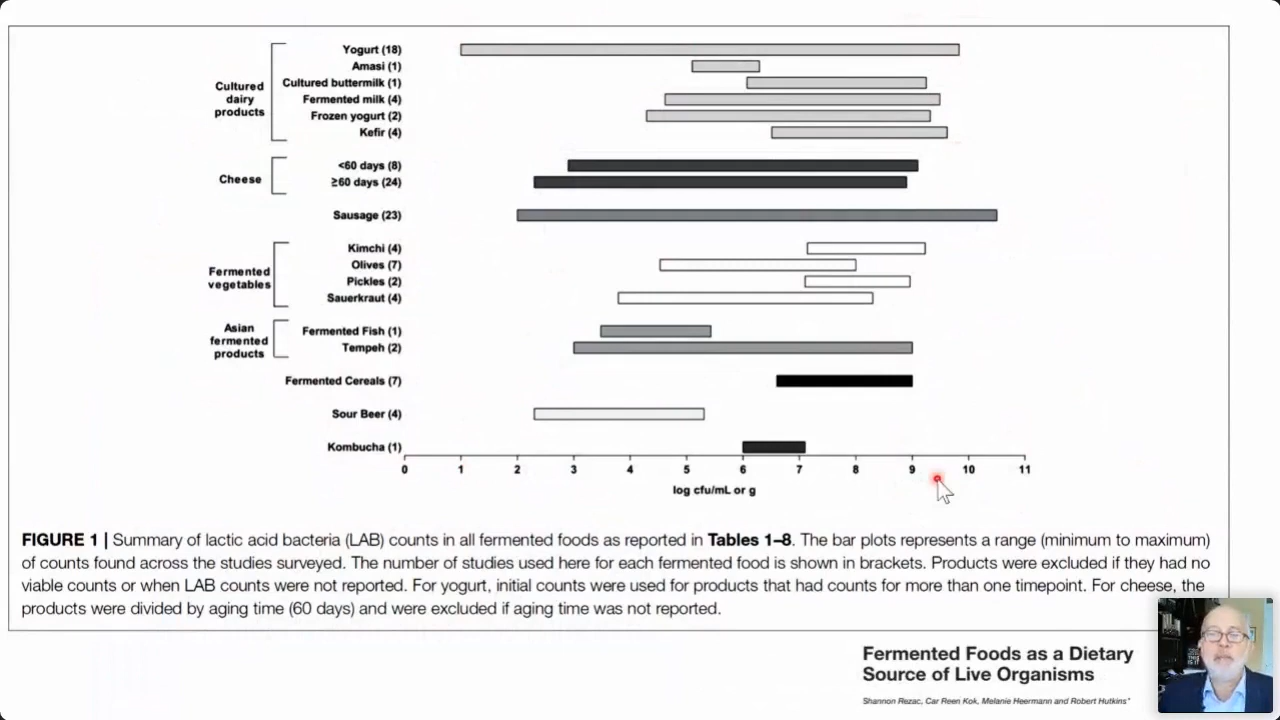 Yogurt (18)
Amasi (1)
Cultured buttermilk (1)
Fermented milk (4)
Frozen yogurt (2)
Kefir (4)
Cultured
dairy
products
<60 days (8)
≥60 days (24)
Cheese
Sausage (23)
Kimchi (4)
Olives (7)
Pickles (2)
Sauerkraut (4)
Fermented
vegetables
Fermented Fish (1)
Tempeh (2)
Asian
fermented
products
Fermented Cereals (7)
Sour Beer (4)
Kombucha (1)
0 1 2 3 4 5 6 7 8 9 10 11
log cfu/mL or g
FIGURE 1 | Summary of lactic acid bacteria (LAB) counts in all fermented foods as reported in Tables 1–8. The bar plots represents a range (minimum to maximum)
of counts found across the studies surveyed. The number of studies used here for each fermented food is shown in brackets. Products were excluded if they had no
viable counts or when LAB counts were not reported. For yogurt, initial counts were used for products that had counts for more than one timepoint. For cheese, the
products were divided by aging time (60 days) and were excluded if aging time was not reported.
Fermented Foods as a Dietary
Source of Live Organisms
Shannon Rezac, Car Reen Kok, Melanie Heermann and Robert Hutkins*